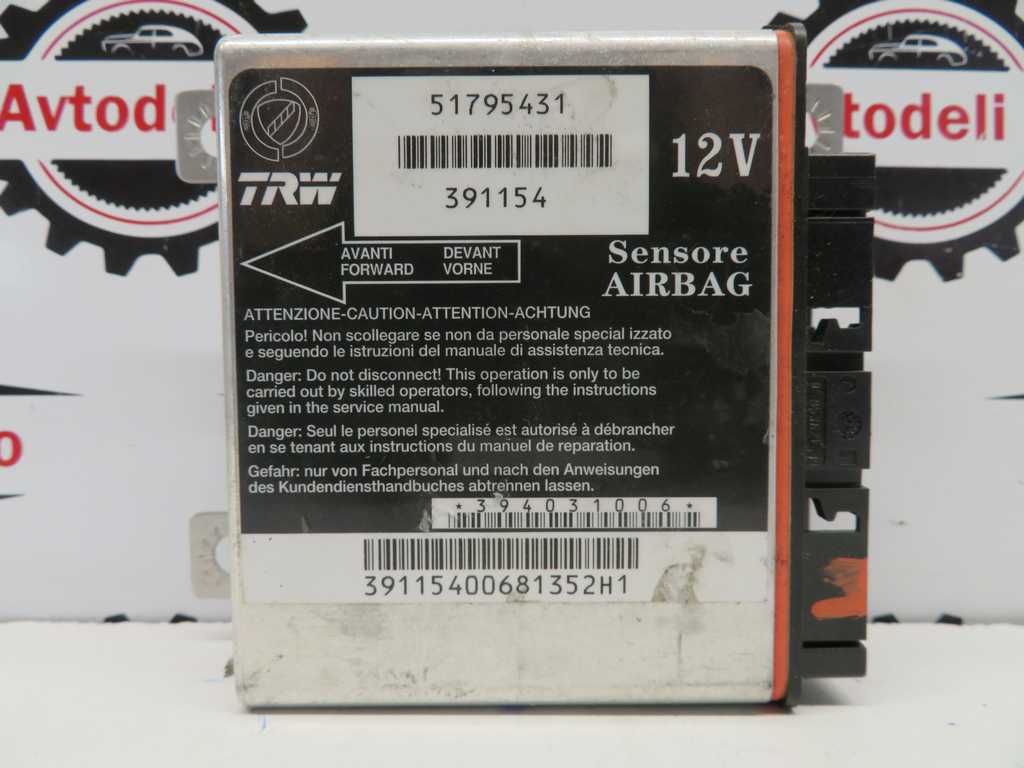 Avtodeli
51795431
391154
TRW
12V
AVANTI DEVANT
FORWARD VORNE
Sensore
AIRBAG
ATTENZIONE-CAUTION-ATTENTION-ACHTUNG
Pericolo! Non scollegare se non da personale special izzato
e seguendo le istruzioni del manuale di assistenza tecnica.
Danger: Do not disconnect! This operation is only to be
carried out by skilled operators, following the instructions
given in the service manual.
Danger: Seul le personel spécialisé est autorisé à débrancher
en se tenant aux instructions du manuel de reparation.
Gefahr: nur von Fachpersonal und nach den Anweisungen
des Kundendiensthandbuches abtrennen lassen.
*394031006*
39115400681352H1